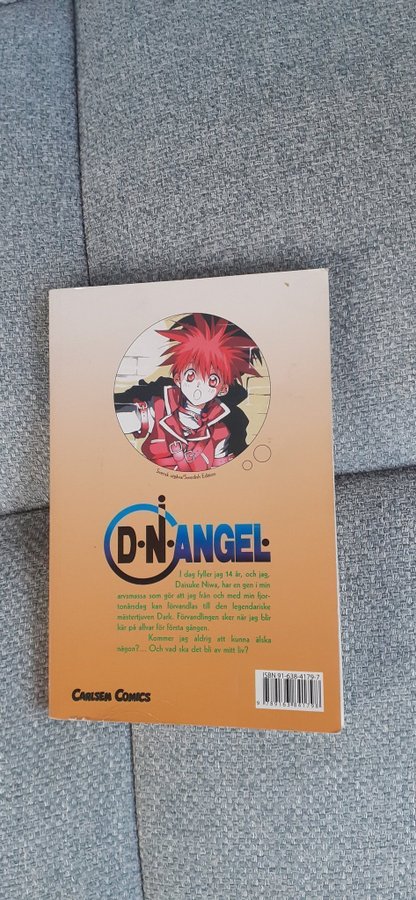 Svensk utgåva/Swedish Edition
D·N·ANGEL·
I dag fyller jag 14 år, och jag,
Daisuke Niwa, har en gen i min
arvsmassa som gör att jag från och med min fjor-
tonårsdag kan förvandlas till den legendariske
mästertjuven Dark. Förvandlingen sker när jag blir
kär på allvar för första gången.
Kommer jag aldrig att kunna älska
någon?.... Och vad ska det bli av mitt liv?
ISBN 91-638-4179-7
9 789163 841798
CARLSEN COMICS